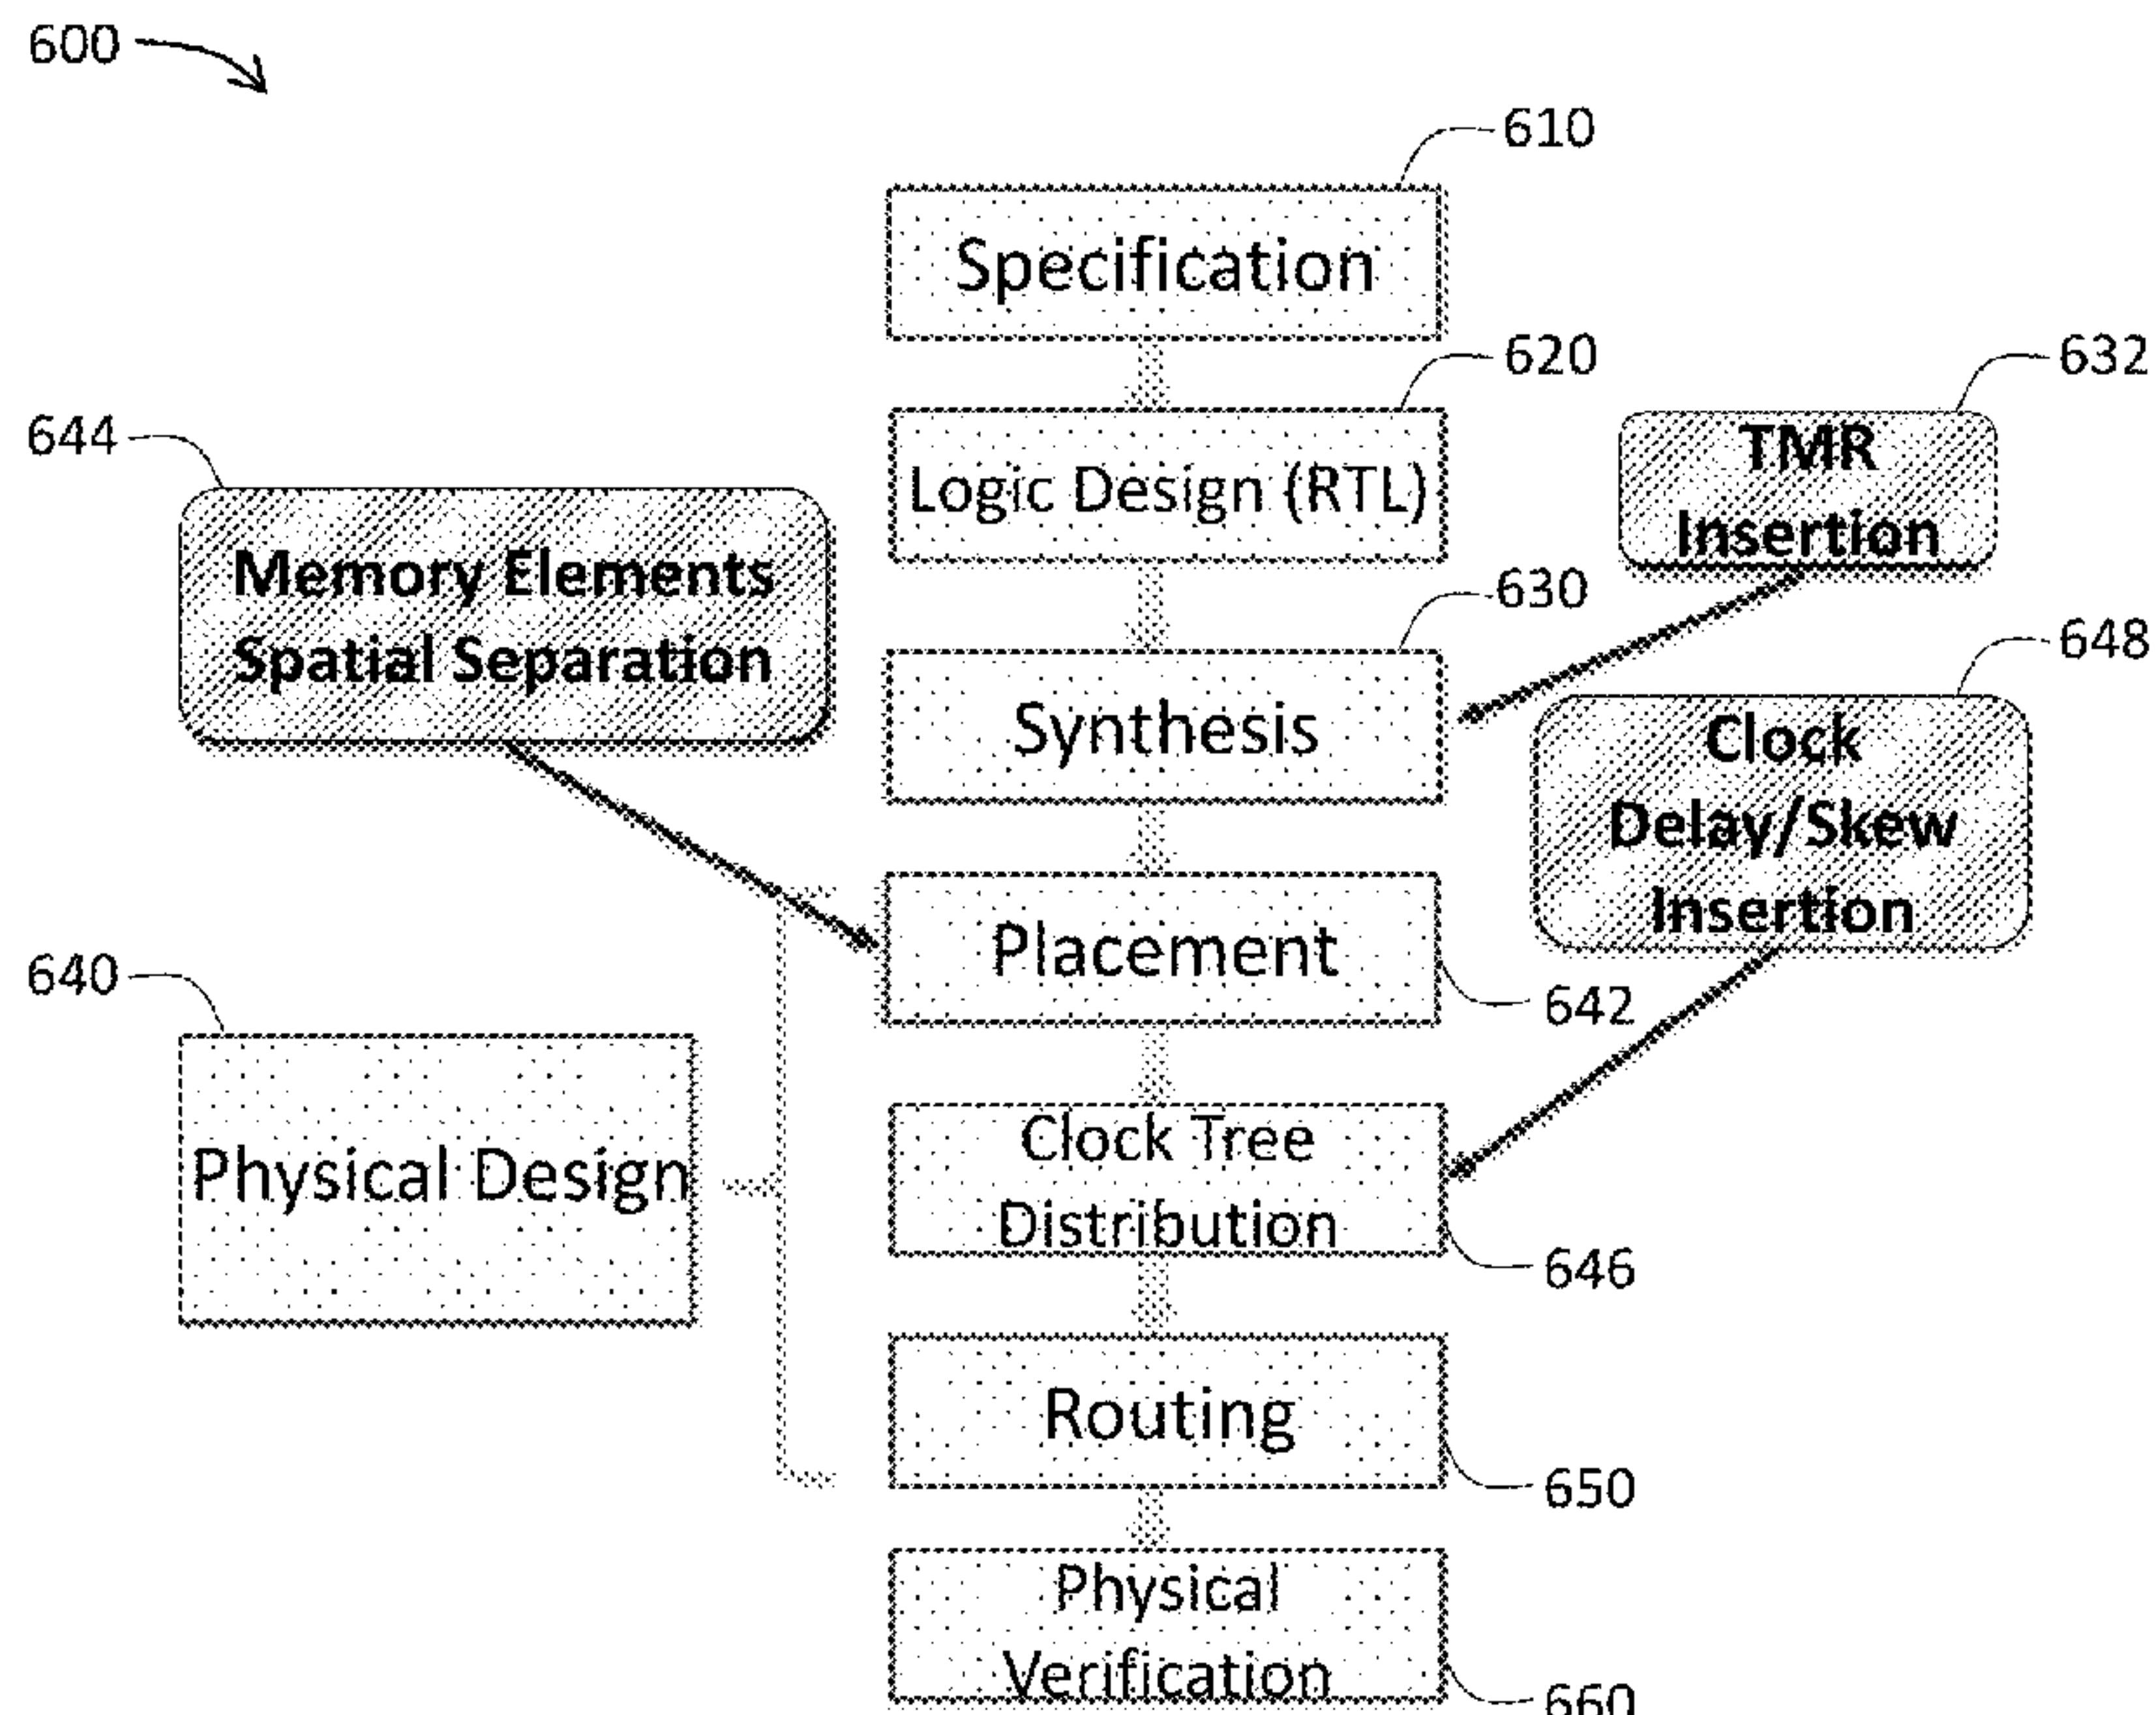 600
610
Specification
620
632
644
TMR
Insertion
Logic Design (RTL)
Memory Elements
Spatial Separation
630
648
Synthesis
Clock
Delay/Skew
Insertion
Placement
640
642
Physical Design
Clock Tree
Distribution
646
Routing
650
Physical
Verification
660